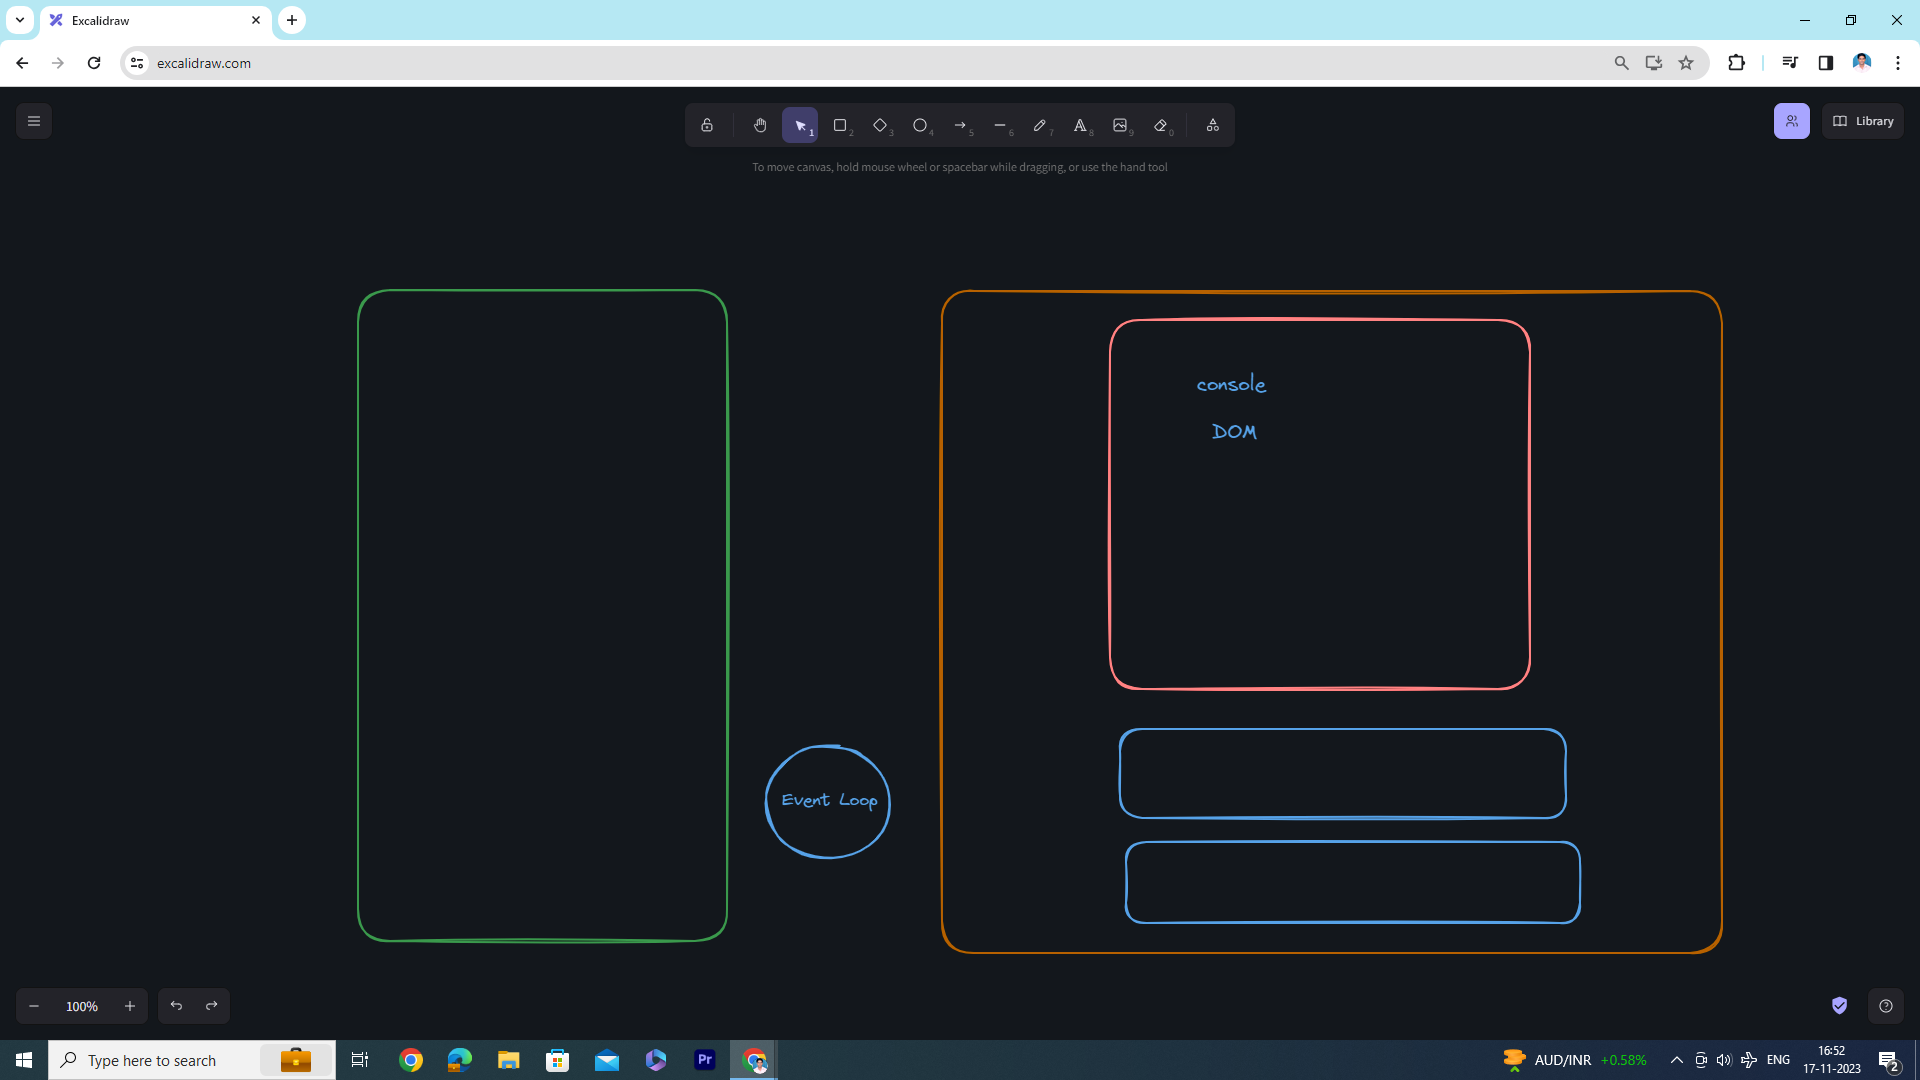 Excalidraw
excalidraw.com
1
2
3
4
5
6
7
8
9
0
Library
To move canvas, hold mouse wheel or spacebar while dragging, or use the hand tool
console
DOM
Event Loop
100%
Type here to search
Pr
AUD/INR +0.58%
ENG
16:52
17-11-2023
2